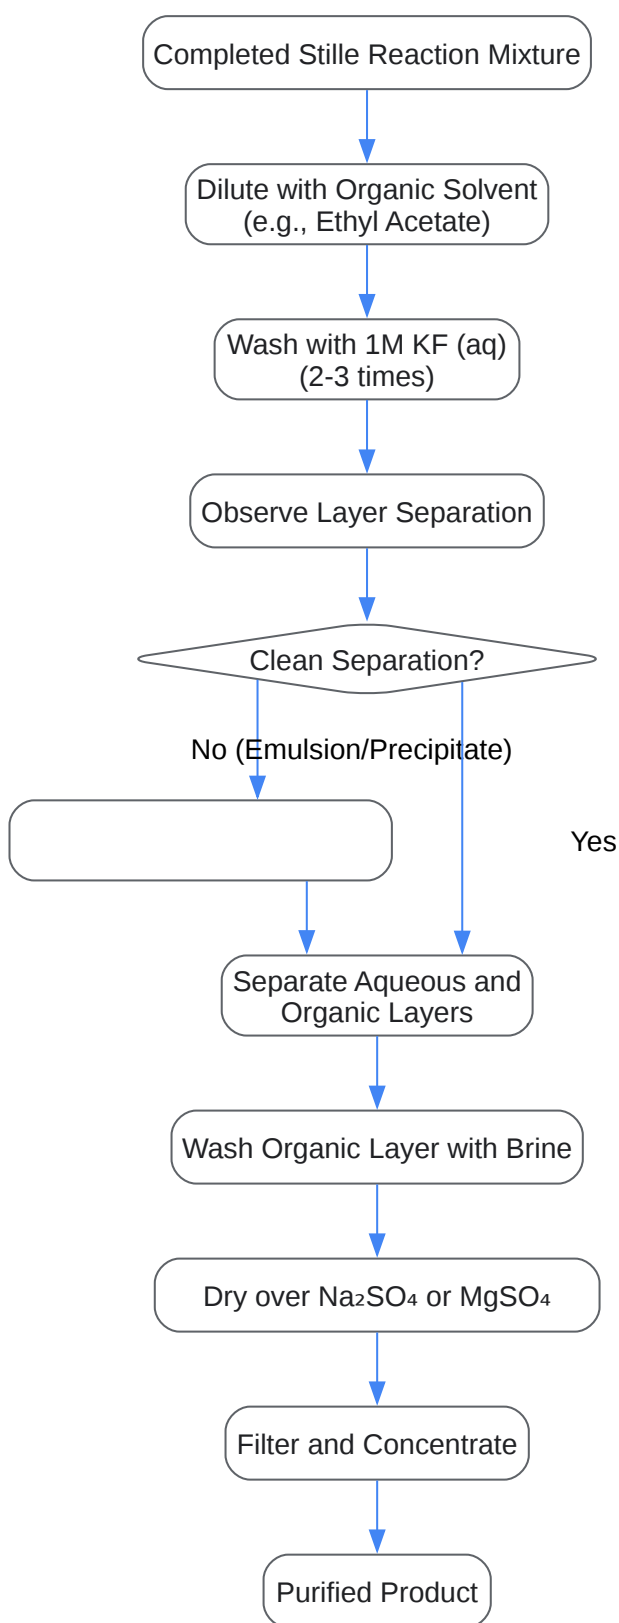 Completed Stille Reaction Mixture
Dilute with Organic Solvent
(e.g., Ethyl Acetate)
Wash with 1M KF (aq)
(2-3 times)
Observe Layer Separation
Clean Separation?
No (Emulsion/Precipitate)
Yes
Separate Aqueous and
Organic Layers
Wash Organic Layer with Brine
Dry over Na₂SO₄ or MgSO₄
Filter and Concentrate
Purified Product